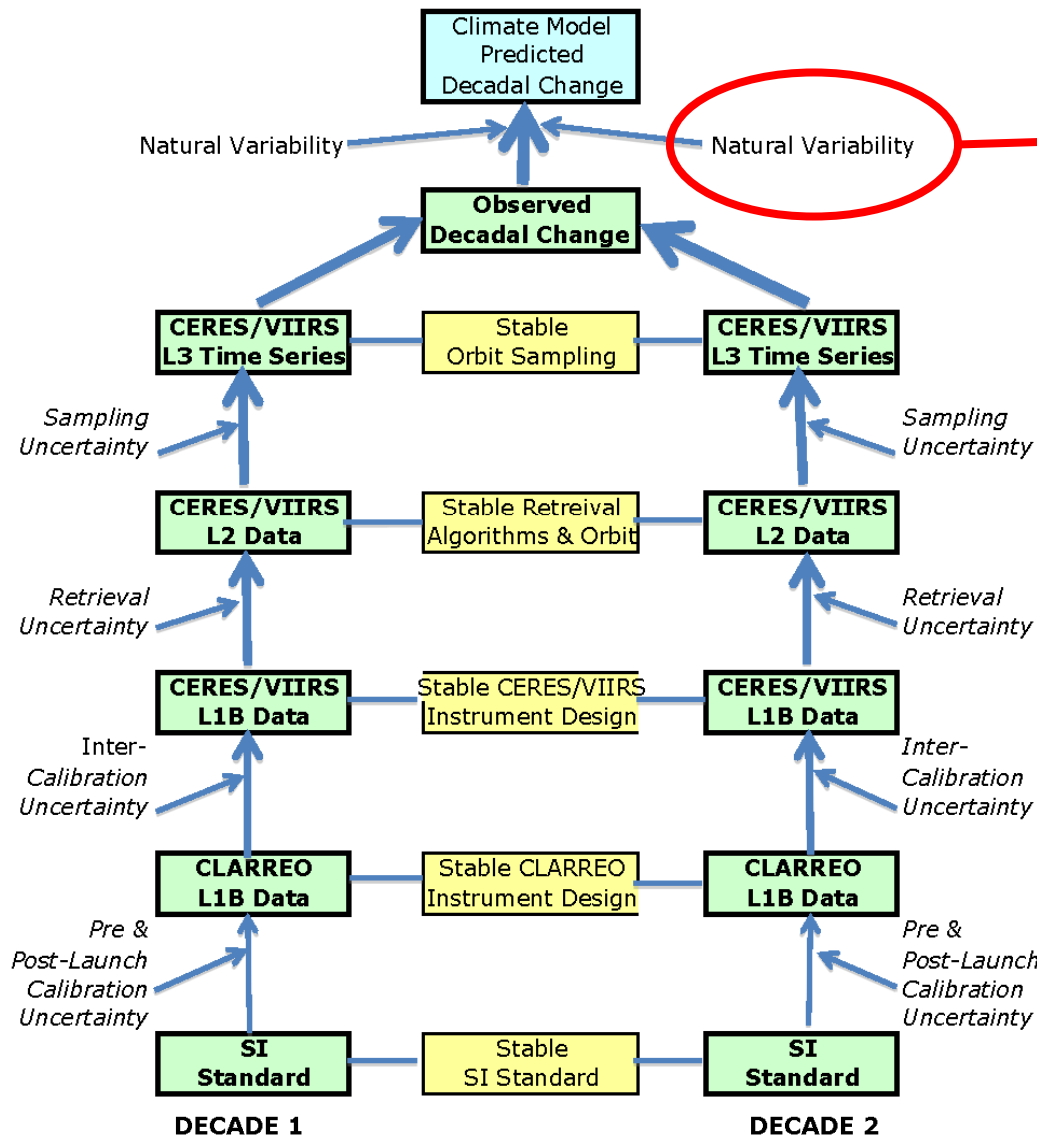 Climate Model
Predicted
Decadal Change
Natural Variability
Natural Variability
Observed
Decadal Change
CERES/VIIRS
L3 Time Series
Stable
Orbit Sampling
CERES/VIIRS
L3 Time Series
Sampling
Uncertainty
Sampling
Uncertainty
CERES/VIIRS
L2 Data
Stable Retreival
Algorithms & Orbit
CERES/VIIRS
L2 Data
Retrieval
Uncertainty
Retrieval
Uncertainty
CERES/VIIRS
L1B Data
Stable CERES/VIIRS
Instrument Design
CERES/VIIRS
L1B Data
Inter-
Calibration
Uncertainty
Inter-
Calibration
Uncertainty
CLARREO
L1B Data
Stable CLARREO
Instrument Design
CLARREO
L1B Data
Pre &
Post-Launch
Calibration
Uncertainty
Pre &
Post-Launch
Calibration
Uncertainty
SI
Standard
Stable
SI Standard
SI
Standard
DECADE 1
DECADE 2